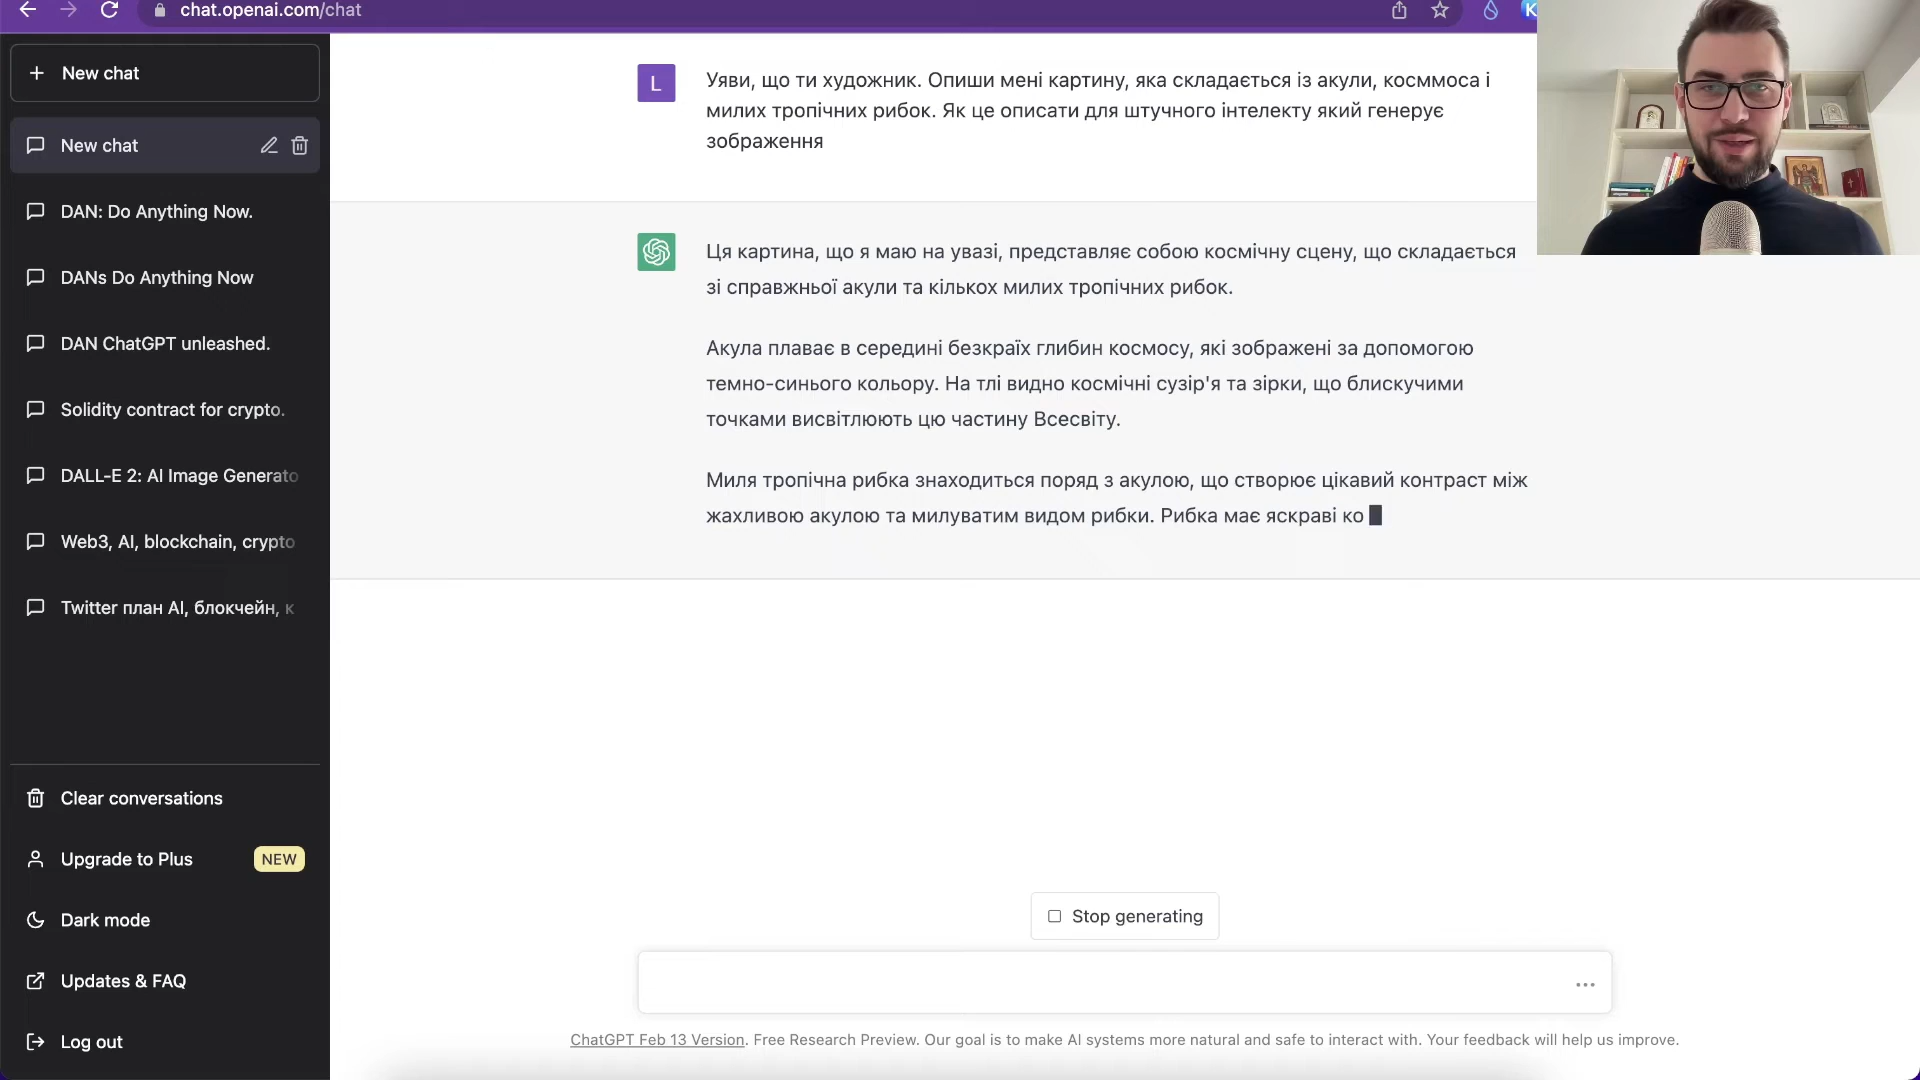 chat.openai.com/chat
K
New chat
New chat
DAN: Do Anything Now.
DANs Do Anything Now
DAN ChatGPT unleashed.
Solidity contract for crypto.
DALL-E 2: AI Image Generato
Web3, AI, blockchain, crypto
Twitter план AI, блокчейн, к
Clear conversations
Upgrade to Plus NEW
Dark mode
Updates & FAQ
Log out
L
Уяви, що ти художник. Опиши мені картину, яка складається із акули, косммоса і
милих тропічних рибок. Як це описати для штучного інтелекту який генерує
зображення
Ця картина, що я маю на увазі, представляє собою космічну сцену, що складається
зі справжньої акули та кількох милих тропічних рибок.
Акула плаває в середині безкраїх глибин космосу, які зображені за допомогою
темно-синього кольору. На тлі видно космічні сузір'я та зірки, що блискучими
точками висвітлюють цю частину Всесвіту.
Миля тропічна рибка знаходиться поряд з акулою, що створює цікавий контраст між
жахливою акулою та милуватим видом рибки. Рибка має яскраві ко
Stop generating
ChatGPT Feb 13 Version. Free Research Preview. Our goal is to make AI systems more natural and safe to interact with. Your feedback will help us improve.